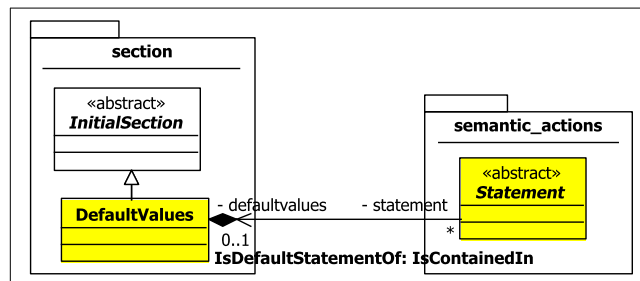 section
«abstract»
InitialSection
semantic_actions
«abstract»
Statement
DefaultValues
- defaultvalues
- statement
0..1
*
IsDefaultStatementOf: IsContainedIn